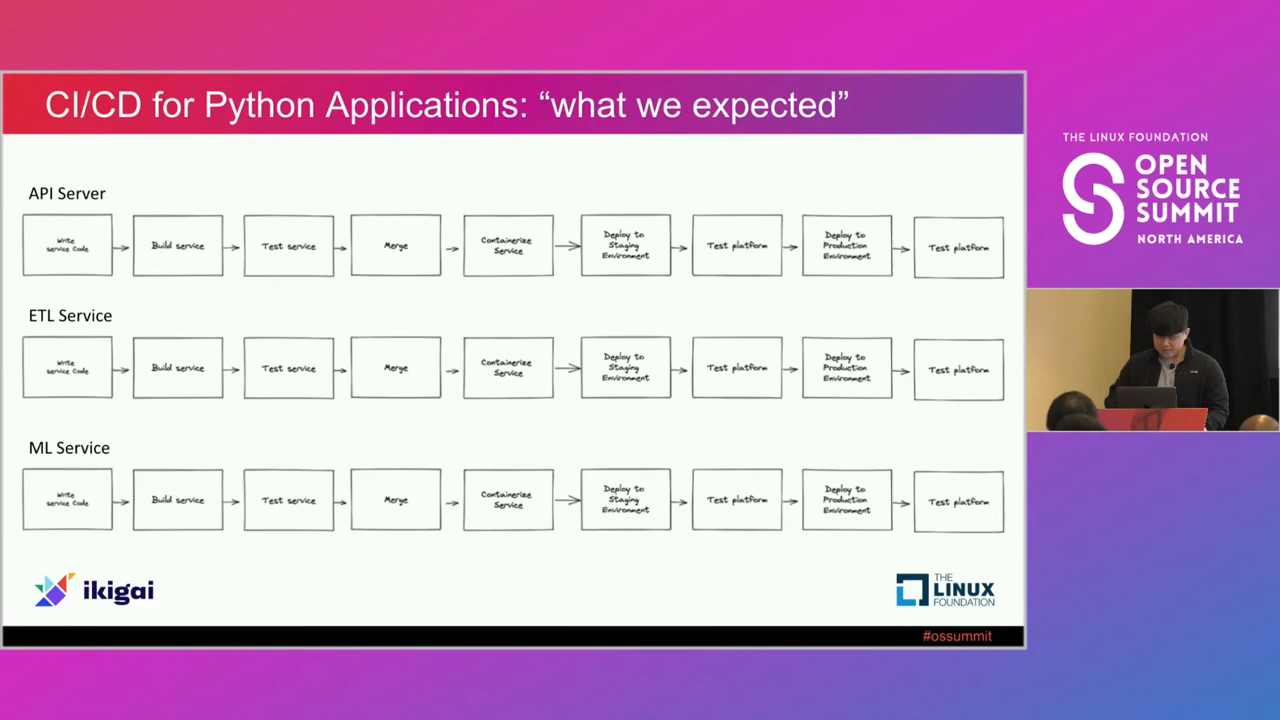 CI/CD for Python Applications: “what we expected”
API Server
Write
service Code
Build service
Test service
Merge
Containerize
Service
Deploy to
Staging
Environment
Test platform
Deploy to
Production
Environment
Test platform
ETL Service
Write
service Code
Build service
Test service
Merge
Containerize
Service
Deploy to
Staging
Environment
Test platform
Deploy to
Production
Environment
Test platform
ML Service
Write
service Code
Build service
Test service
Merge
Containerize
Service
Deploy to
Staging
Environment
Test platform
Deploy to
Production
Environment
Test platform
ikigai
THE
LINUX
FOUNDATION
#ossummit
THE LINUX FOUNDATION
OPEN
SOURCE
SUMMIT
NORTH AMERICA